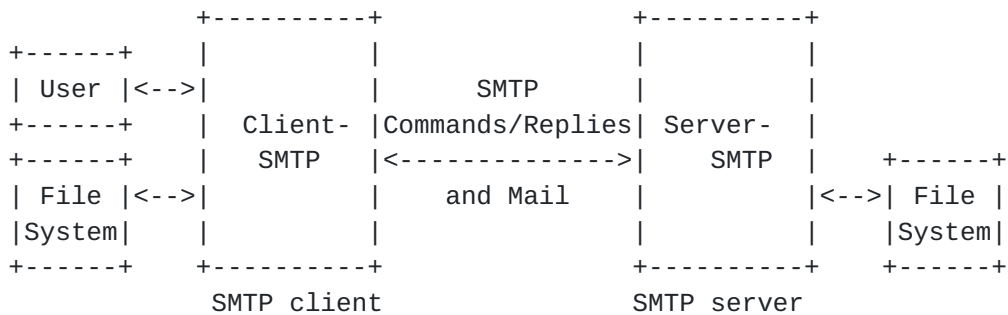 +----------+                +----------+
    +------+    |          |                |          |
    | User |<-->|          |      SMTP      |          |
    +------+    |  Client- |Commands/Replies| Server-  |
    +------+    |   SMTP   |<-------------->|    SMTP  |    +------+
    | File |<-->|          |    and Mail    |          |<-->| File |
    |System|    |          |                |          |    |System|
    +------+    +----------+                +----------+    +------+
                 SMTP client                SMTP server